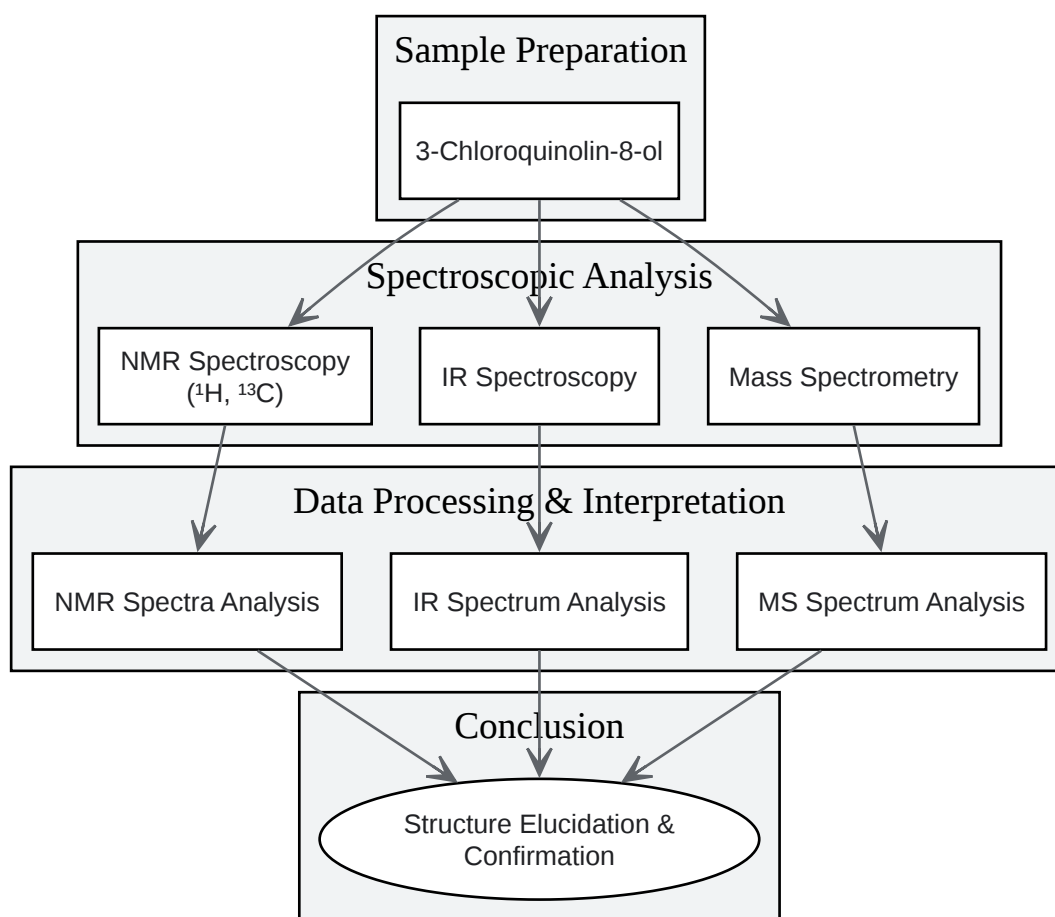 Sample Preparation
3-Chloroquinolin-8-ol
Spectroscopic Analysis
NMR Spectroscopy
(¹H, ¹³C)
IR Spectroscopy
Mass Spectrometry
Data Processing & Interpretation
NMR Spectra Analysis
IR Spectrum Analysis
MS Spectrum Analysis
Conclusion
Structure Elucidation &
Confirmation